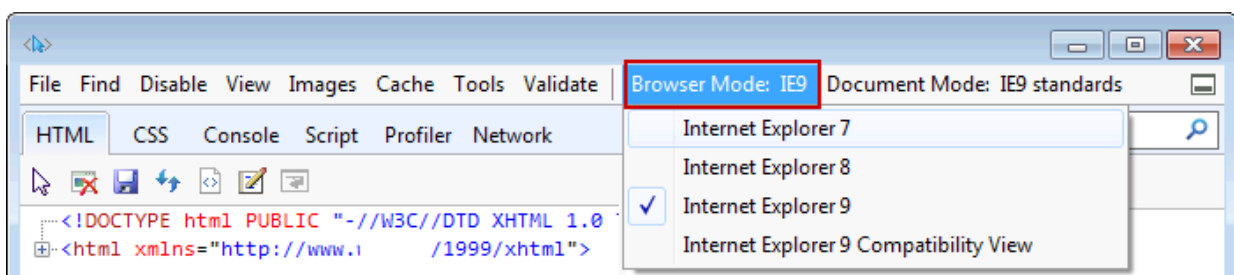 File Find Disable View Images Cache Tools Validate Browser Mode: IE9 Document Mode: IE9 standards
HTML CSS Console Script Profiler Network
Internet Explorer 7
Internet Explorer 8
Internet Explorer 9
Internet Explorer 9 Compatibility View
<!DOCTYPE html PUBLIC "-//W3C//DTD XHTML 1.0
<html xmlns="http://www. /1999/xhtml">